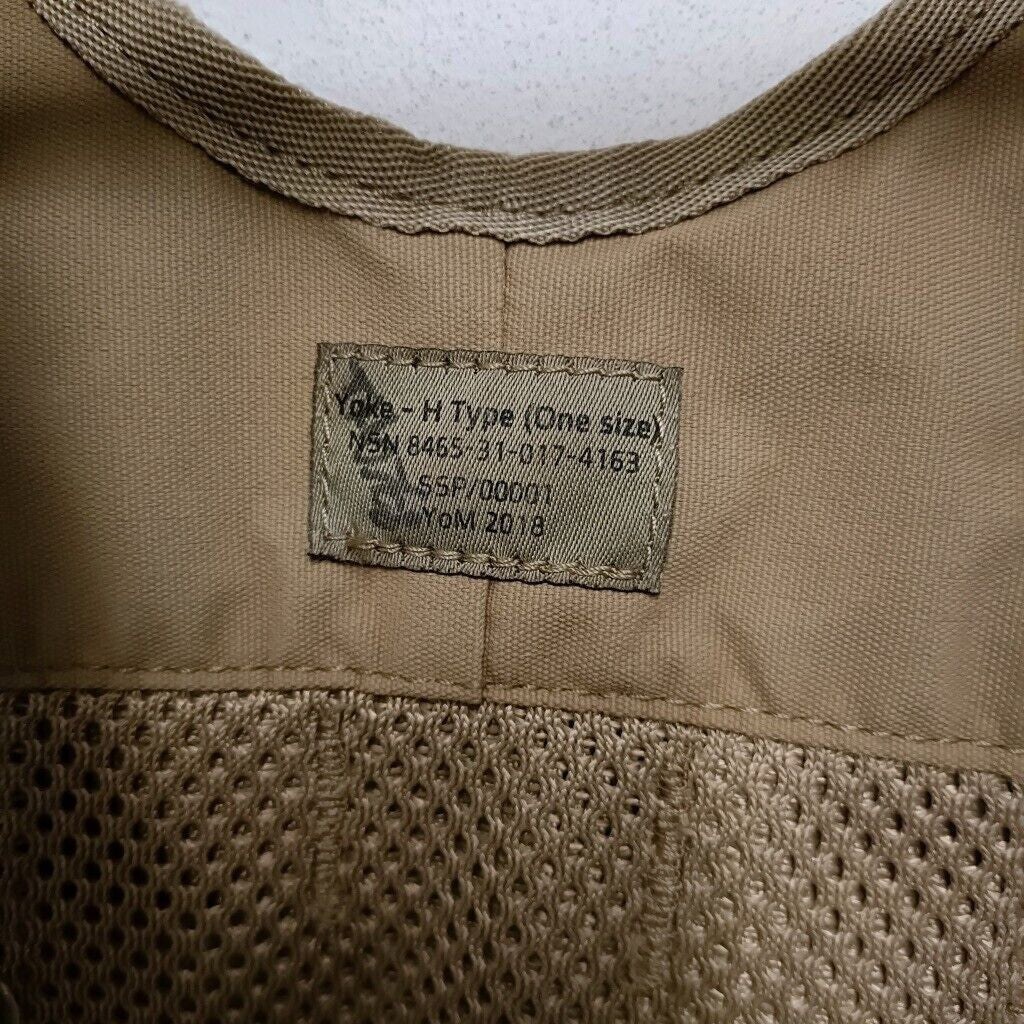 Yoke - H Type (One size)
NSN 8465-31-017-4163
SSP/00001
YoM 2018